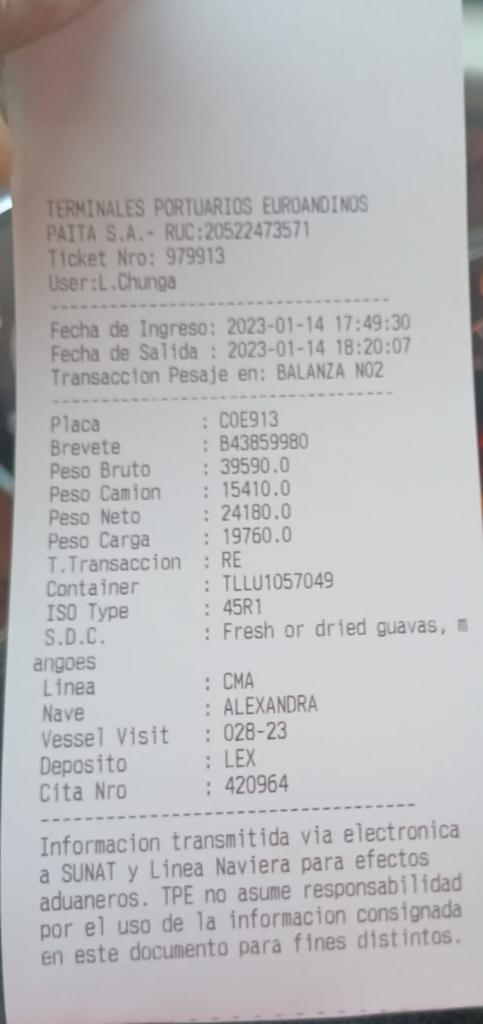 TERMINALES PORTUARIOS EUROANDINOS
PAITA S.A.- RUC:20522473571
Ticket Nro: 979913
User:L.Chunga
--------------------------------
Fecha de Ingreso: 2023-01-14 17:49:30
Fecha de Salida : 2023-01-14 18:20:07
Transaccion Pesaje en: BALANZA NO2
--------------------------------
Placa : COE913
Brevete : B43859980
Peso Bruto : 39590.0
Peso Camion : 15410.0
Peso Neto : 24180.0
Peso Carga : 19760.0
T.Transaccion : RE
Container : TLLU1057049
ISO Type : 45R1
S.D.C. : Fresh or dried guavas, m
angoes
Linea : CMA
Nave : ALEXANDRA
Vessel Visit : 028-23
Deposito : LEX
Cita Nro : 420964
--------------------------------
Informacion transmitida via electronica
a SUNAT y Linea Naviera para efectos
aduaneros. TPE no asume responsabilidad
por el uso de la informacion consignada
en este documento para fines distintos.